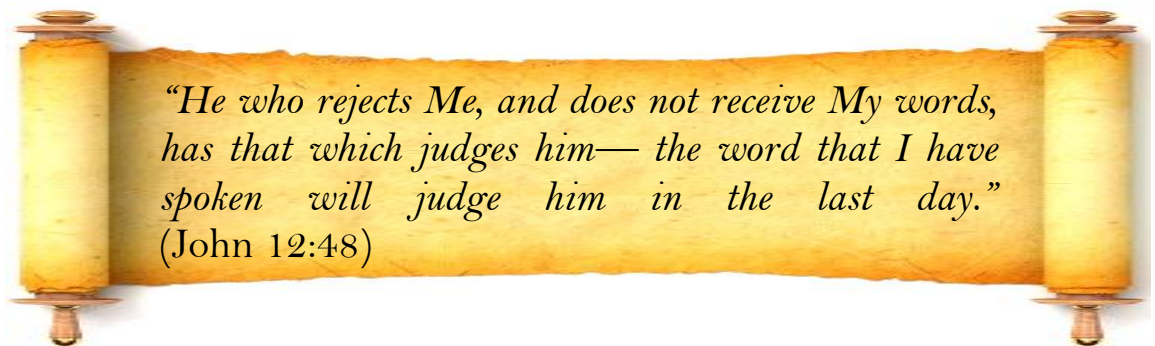 “He who rejects Me, and does not receive My words,
has that which judges him— the word that I have
spoken will judge him in the last day.”
(John 12:48)